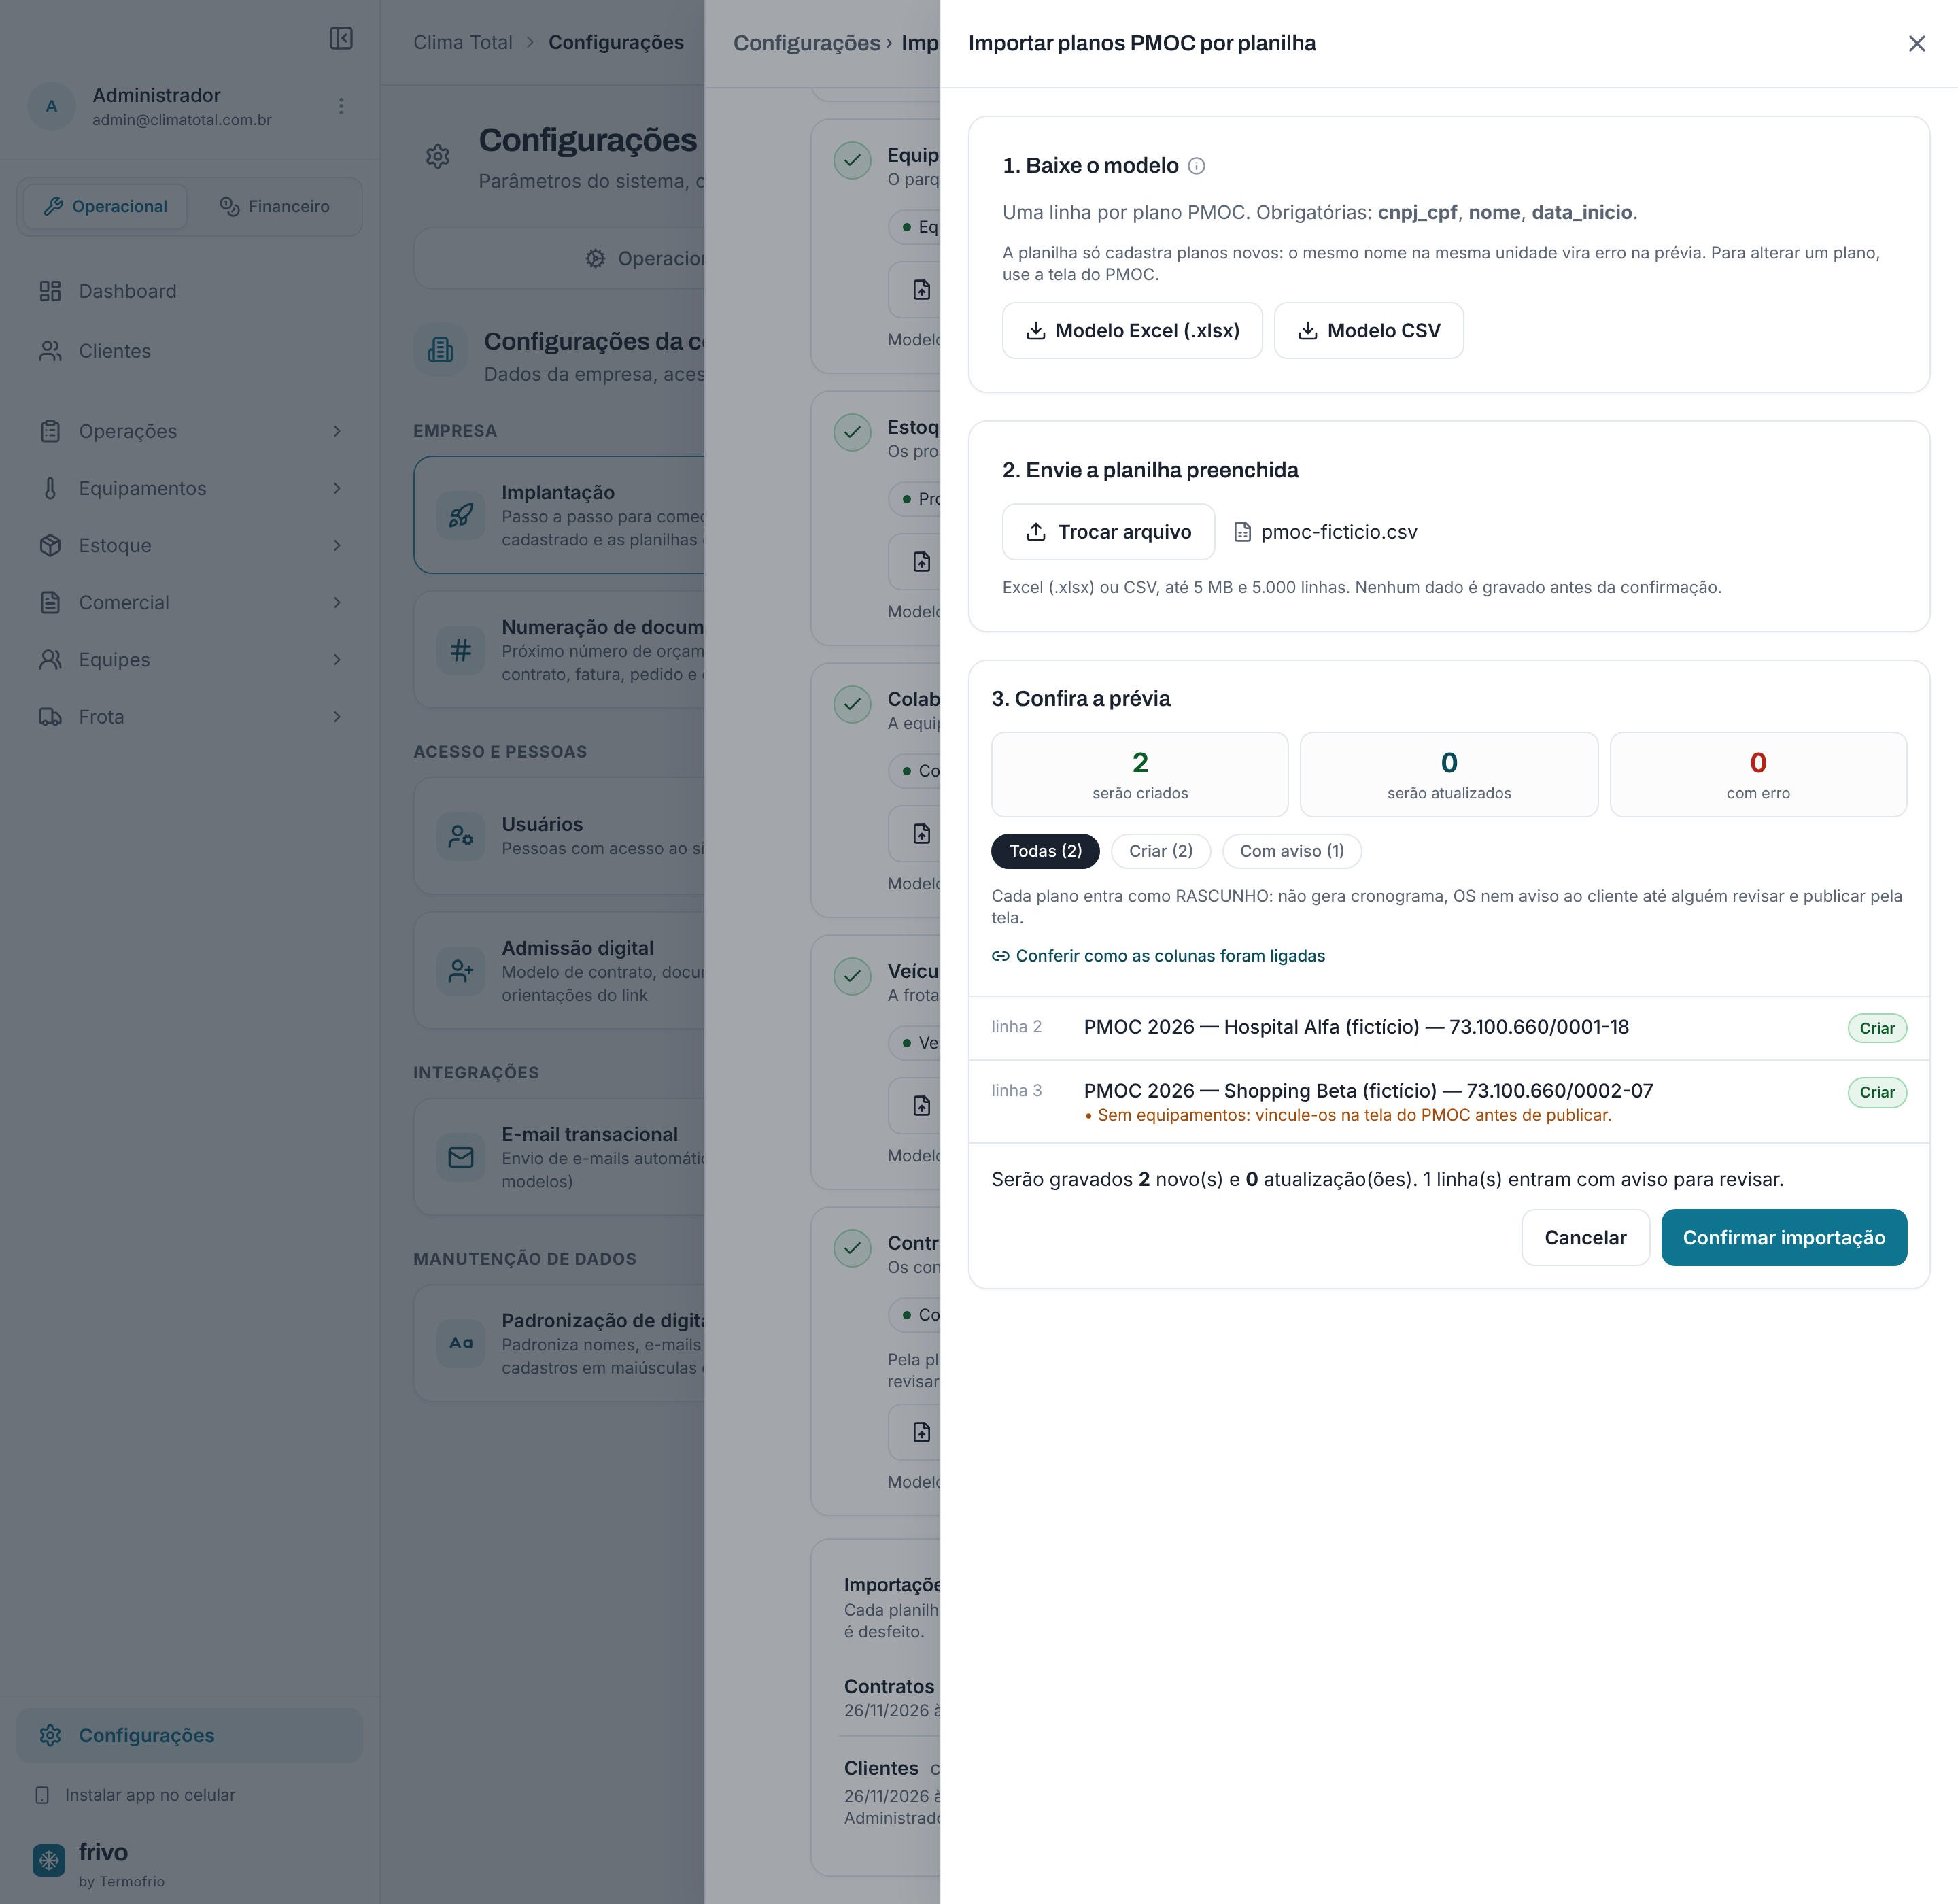 Administrador
admin@climatotal.com.br
Operacional
Financeiro
Dashboard
Clientes
Operações
Equipamentos
Estoque
Comercial
Equipes
Frota
Configurações
Instalar app no celular
frivo
by Termofrio
Clima Total > Configurações
Configurações
Parâmetros do sistema, c
Operacion
Configurações da c
Dados da empresa, aces
EMPRESA
Implantação
Passo a passo para come
cadastrado e as planilhas
Numeração de docum
Próximo número de orçam
contrato, fatura, pedido e
ACESSO E PESSOAS
Usuários
Pessoas com acesso ao si
Admissão digital
Modelo de contrato, docu
orientações do link
INTEGRAÇÕES
E-mail transacional
Envio de e-mails automátic
modelos)
MANUTENÇÃO DE DADOS
Padronização de digita
Padroniza nomes, e-mails
cadastros em maiúsculas
Configurações › Imp
Equip
O parq
Eq
Modelo
Estoq
Os pro
Pro
Modelo
Colab
A equip
Co
Modelo
Veícu
A frota
Ve
Modelo
Contr
Os con
Co
Pela pl
revisar
Modelo
Importaçõe
Cada planilh
é desfeito.
Contratos
26/11/2026 à
Clientes
26/11/2026 à
Administrado
Importar planos PMOC por planilha
1. Baixe o modelo
Uma linha por plano PMOC. Obrigatórias: cnpj_cpf, nome, data_inicio.
A planilha só cadastra planos novos: o mesmo nome na mesma unidade vira erro na prévia. Para alterar um plano,
use a tela do PMOC.
Modelo Excel (.xlsx)
Modelo CSV
2. Envie a planilha preenchida
Trocar arquivo
pmoc-ficticio.csv
Excel (.xlsx) ou CSV, até 5 MB e 5.000 linhas. Nenhum dado é gravado antes da confirmação.
3. Confira a prévia
2
serão criados
0
serão atualizados
0
com erro
Todas (2)
Criar (2)
Com aviso (1)
Cada plano entra como RASCUNHO: não gera cronograma, OS nem aviso ao cliente até alguém revisar e publicar pela
tela.
Conferir como as colunas foram ligadas
linha 2 PMOC 2026 — Hospital Alfa (fictício) — 73.100.660/0001-18 Criar
linha 3 PMOC 2026 — Shopping Beta (fictício) — 73.100.660/0002-07 Criar
• Sem equipamentos: vincule-os na tela do PMOC antes de publicar.
Serão gravados 2 novo(s) e 0 atualização(ões). 1 linha(s) entram com aviso para revisar.
Cancelar
Confirmar importação